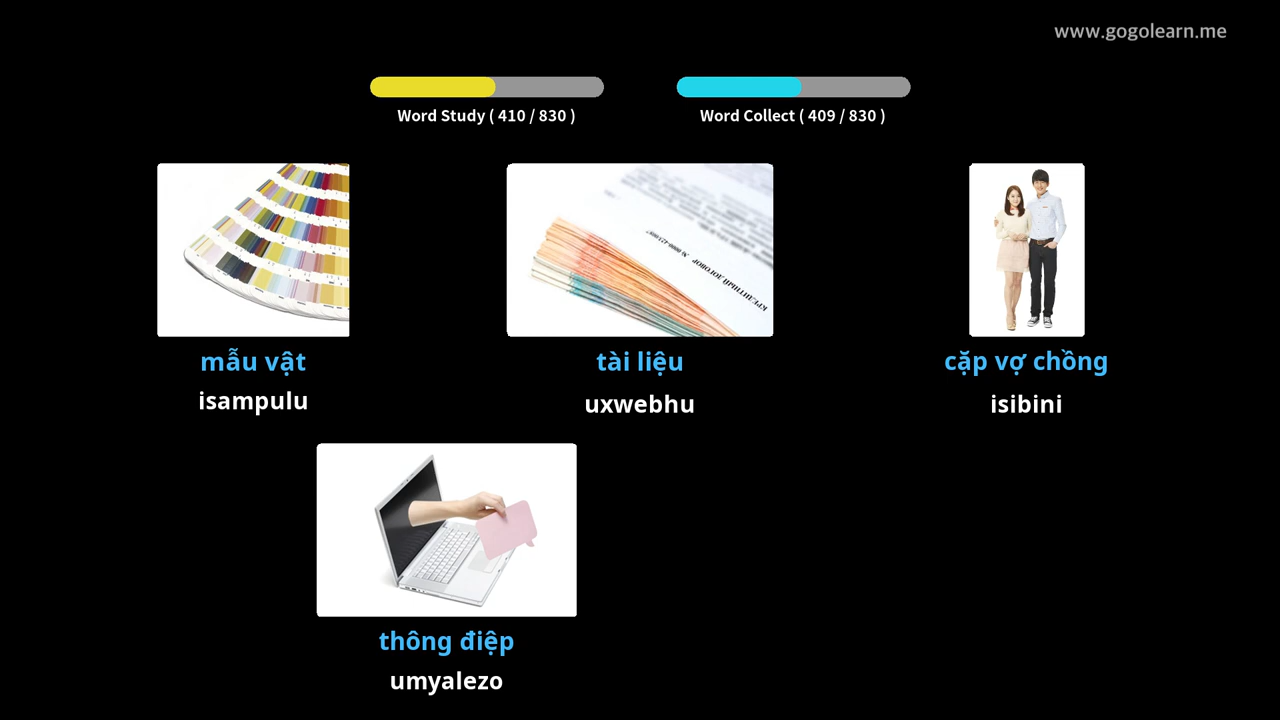 www.gogolearn.me
Word Study ( 410 / 830 )
Word Collect ( 409 / 830 )
mẫu vật
isampulu
tài liệu
uxwebhu
cặp vợ chồng
isibini
thông điệp
umyalezo